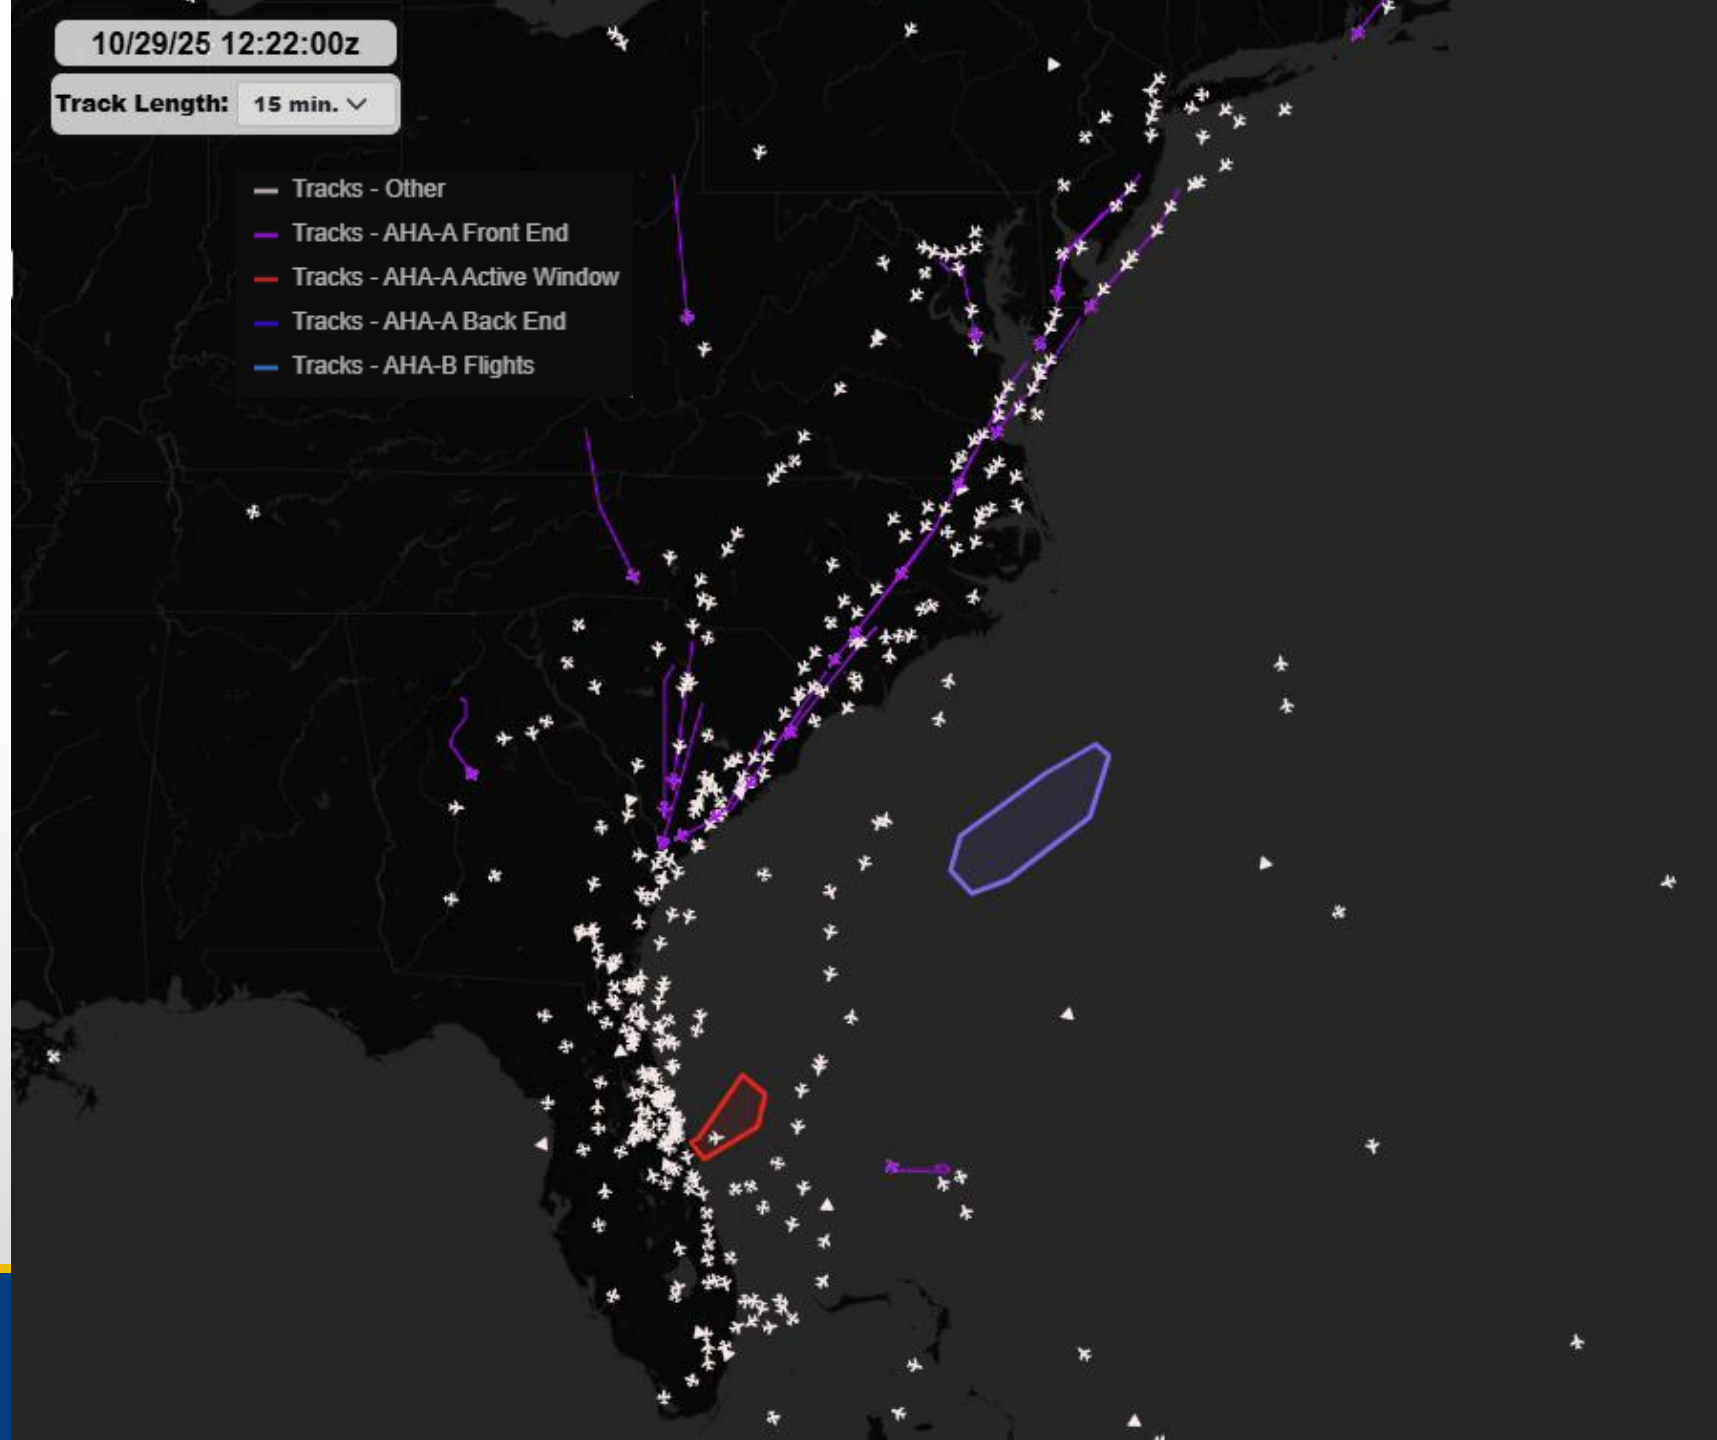 10/29/25 12:22:00z
Track Length: 15 min.
Tracks - Other
Tracks - AHA-A Front End
Tracks - AHA-A Active Window
Tracks - AHA-A Back End
Tracks - AHA-B Flights